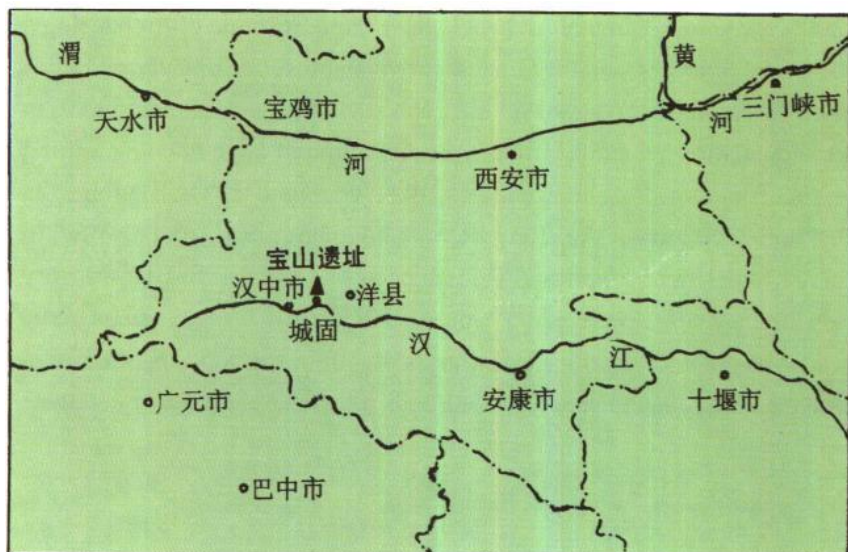 渭
黄
宝鸡市
三门峡市
天水市
河
河
西安市
宝山遗址
汉中市
洋县
城固
汉
江
广元市
安康市
十堰市
巴中市